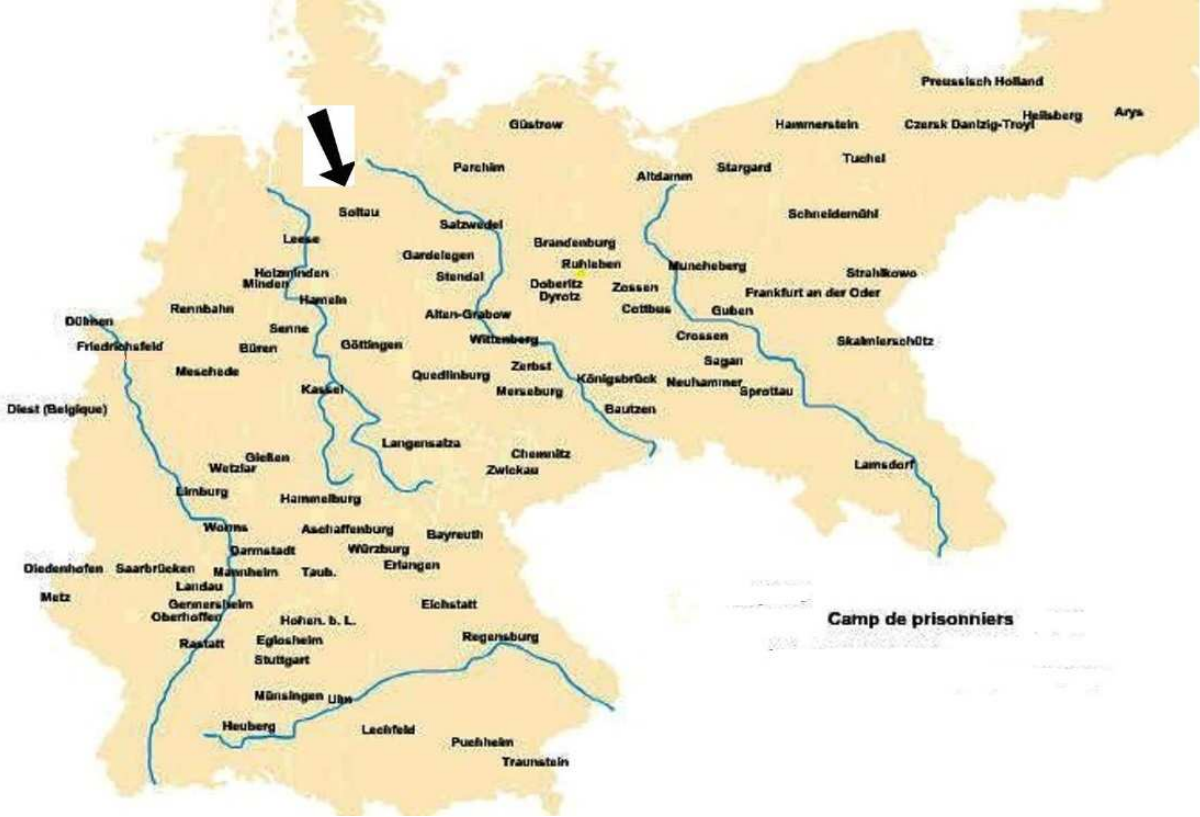 Preussisch Holland
Güstrow
Hammerstein
Czersk Dantzig-Troyl
Heilsberg
Arys
Parchim
Altdamm
Stargard
Tuchel
Soltau
Salzwedel
Schneidemühl
Leese
Gardelegen
Brandenburg
Holzminden
Minden
Stendal
Ruhleben
Muncheberg
Strahlkowo
Doberitz
Dyrotz
Zossen
Frankfurt an der Oder
Rennbahn
Hameln
Alten-Grabow
Cottbus
Guben
Dülmen
Senne
Wittenberg
Crossen
Skalmierschütz
Friedrichsfeld
Büren
Göttingen
Sagan
Meschede
Quedlinburg
Zerbst
Königsbrück
Neuhammer
Kassel
Merseburg
Sprottau
Diest (Belgique)
Bautzen
Langensalza
Gießen
Chemnitz
Wetzlar
Zwickau
Lamsdorf
Limburg
Hammelburg
Worms
Aschaffenburg
Bayreuth
Darmstadt
Würzburg
Diedenhofen
Saarbrücken
Mannheim
Taub.
Erlangen
Landau
Metz
Germersheim
Eichstatt
Oberhoffen
Hohen. b. L.
Camp de prisonniers
Rastatt
Eglosheim
Regensburg
Stuttgart
Münsingen
Ulm
Heuberg
Lechfeld
Puchheim
Traunstein